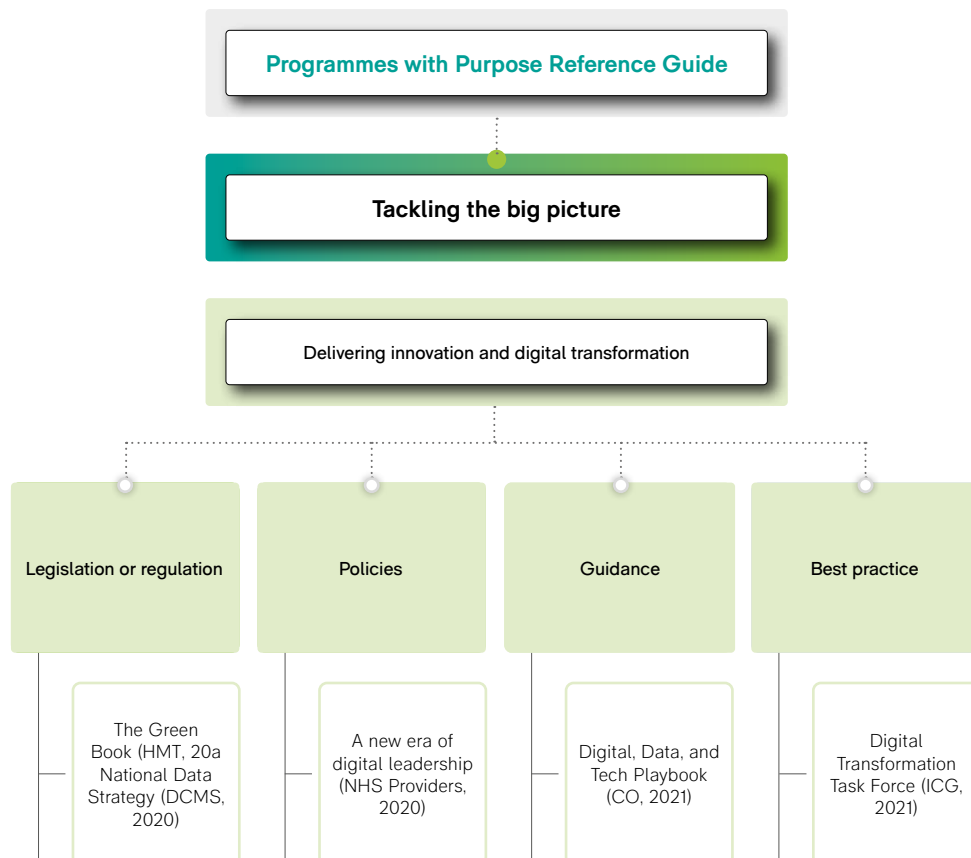 Programmes with Purpose Reference Guide
Tackling the big picture
Delivering innovation and digital transformation
Legislation or regulation
Policies
Guidance
Best practice
The Green
Book (HMT, 20a
National Data
Strategy (DCMS,
2020)
A new era of
digital leadership
(NHS Providers,
2020)
Digital, Data, and
Tech Playbook
(CO, 2021)
Digital
Transformation
Task Force (ICG,
2021)